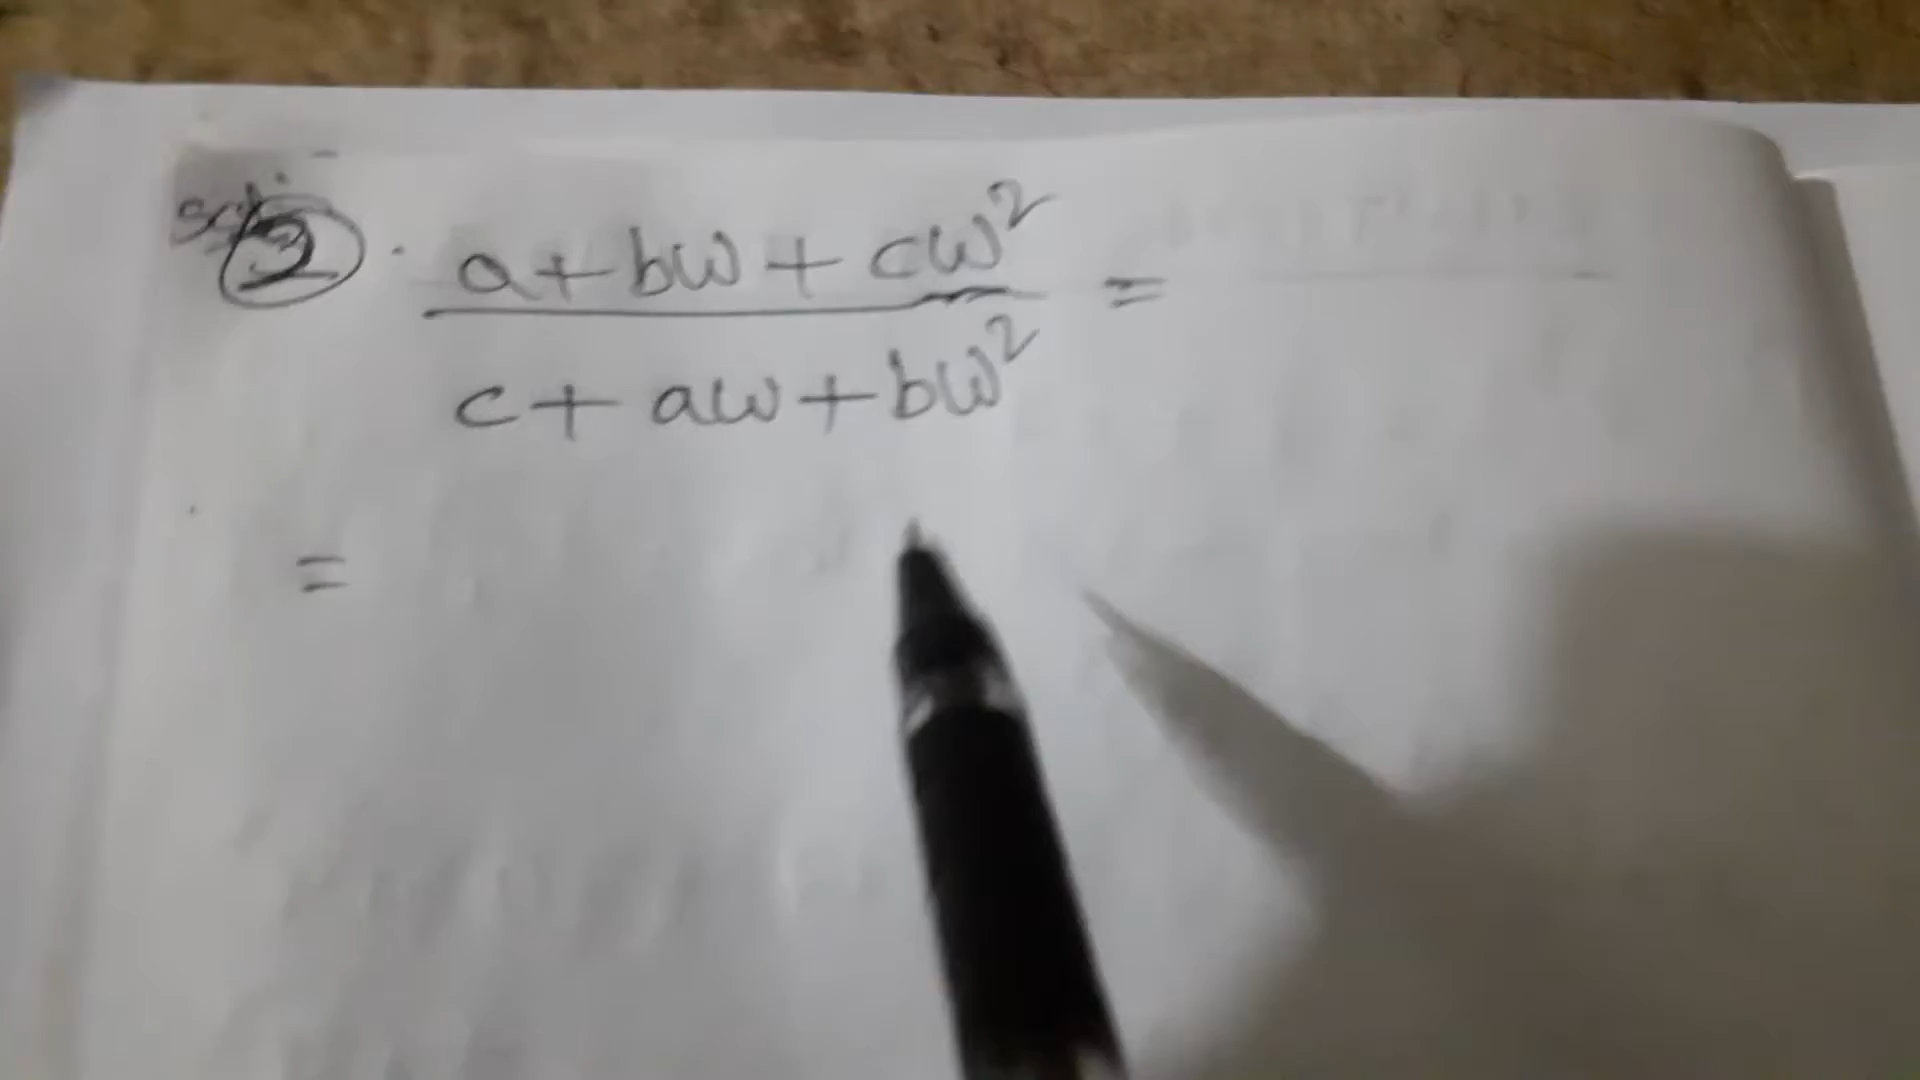 ② . a+bω+cω² =
c+aω+bω²
=